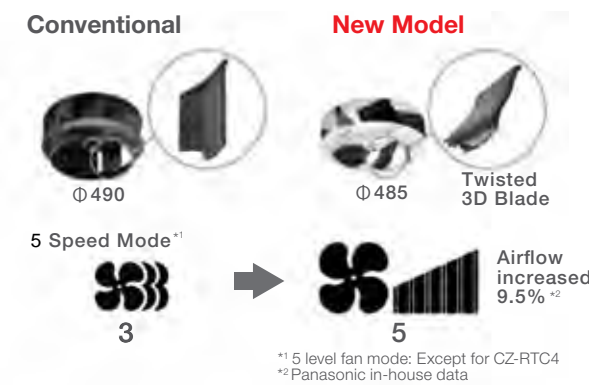 Conventional
New Model
Φ490
Φ485
Twisted
3D Blade
5 Speed Mode*1
3
5
Airflow
increased
9.5% *2
*1 5 level fan mode: Except for CZ-RTC4
*2 Panasonic in-house data